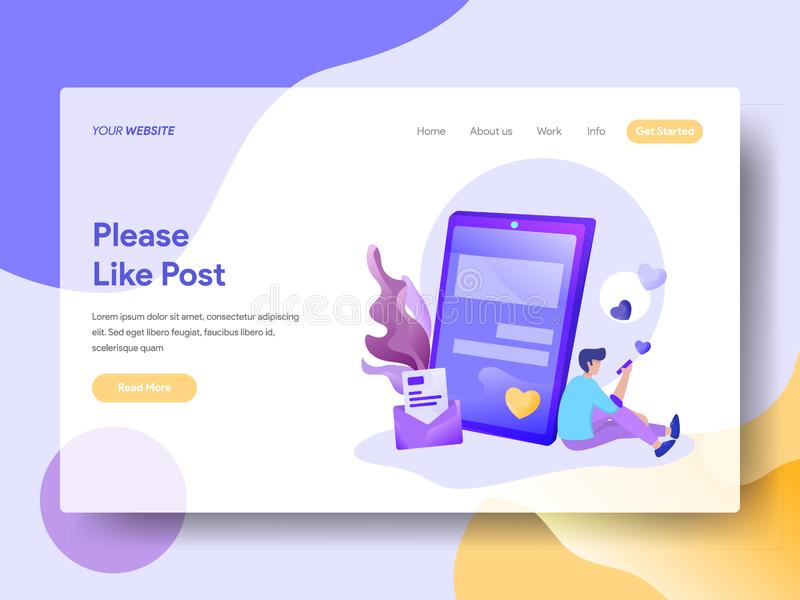 YOUR WEBSITE
Home About us Work Info Get Started
Please
Like Post
Lorem ipsum dolor sit amet, consectetur adipiscing
elit. Sed eget libero feugiat, faucibus libero id,
scelerisque quam
Read More
dreamstime